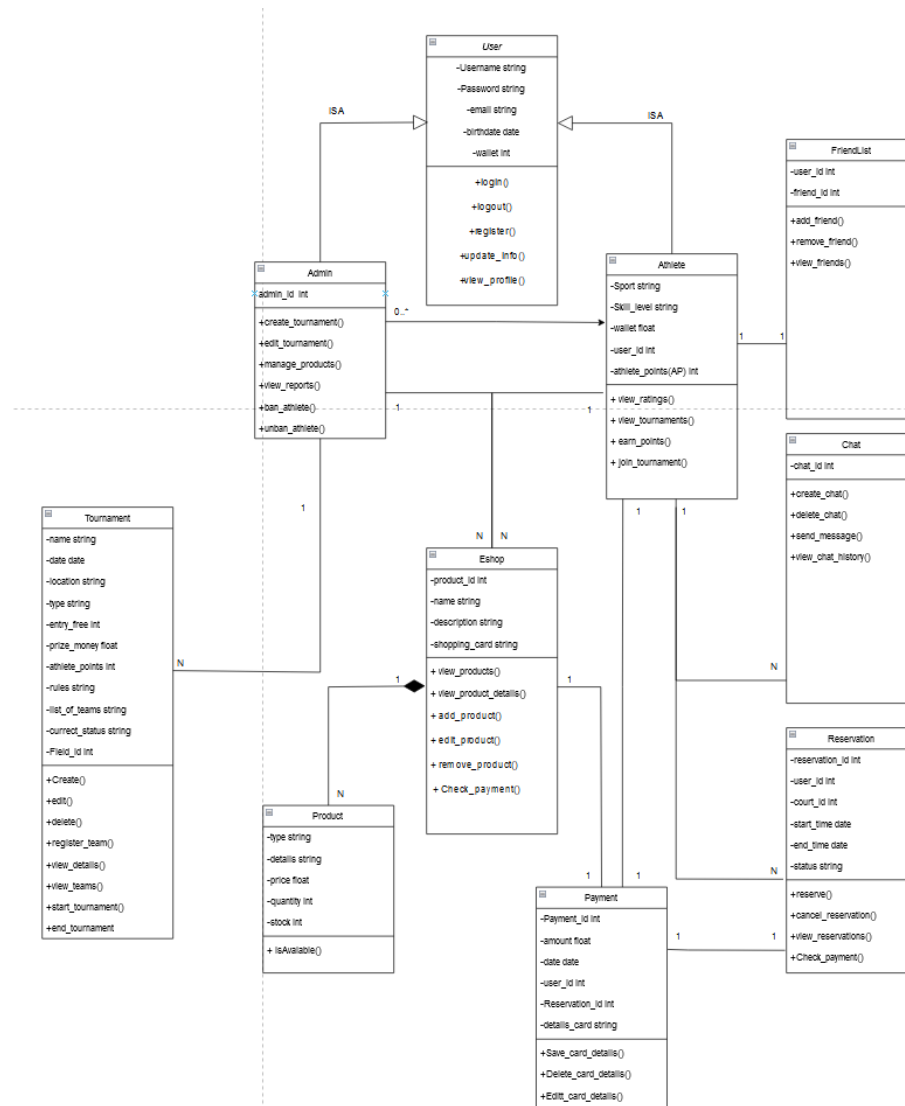 User
-Username string
-Password string
-email string
-birthdate date
-wallet int
+login()
+logout()
+register()
+update_info()
+view_profile()
ISA
ISA
FriendList
-user_id int
-friend_id int
+add_friend()
+remove_friend()
+view_friends()
Admin
admin_id int
+create_tournament()
+edit_tournament()
+manage_products()
+view_reports()
+ban_athlete()
+unban_athlete()
0..*
Athlete
-Sport string
-Skill_level string
-wallet float
-user_id int
-athlete_points(AP) int
+ view_ratings()
+ view_tournaments()
+ earn_points()
+ join_tournament()
1
1
1
1
Chat
-chat_id int
+create_chat()
+delete_chat()
+send_message()
+view_chat_history()
1
1
1
N
N
N
Tournament
-name string
-date date
-location string
-type string
-entry_free int
-prize_money float
-athlete_points int
-rules string
-list_of_teams string
-currect_status string
-Field_id int
+Create()
+edit()
+delete()
+register_team()
+view_details()
+view_teams()
+start_tournament()
+end_tournament
N
Eshop
-product_id int
-name string
-description string
-shopping_card string
+ view_products()
+ view_product_details()
+ add_product()
+ edit_product()
+ remove_product()
+ Check_payment()
1
1
N
Product
-type string
-details string
-price float
-quantity int
-stock int
+ isAvalable()
Reservation
-reservation_id int
-user_id int
-court_id int
-start_time date
-end_time date
-status string
+reserve()
+cancel_reservation()
+view_reservations()
+Check_payment()
N
1
1
Payment
-Payment_id int
-amount float
-date date
-user_id int
-Reservation_id int
-details_card string
+Save_card_details()
+Delete_card_details()
+Editt_card_details()
1
1